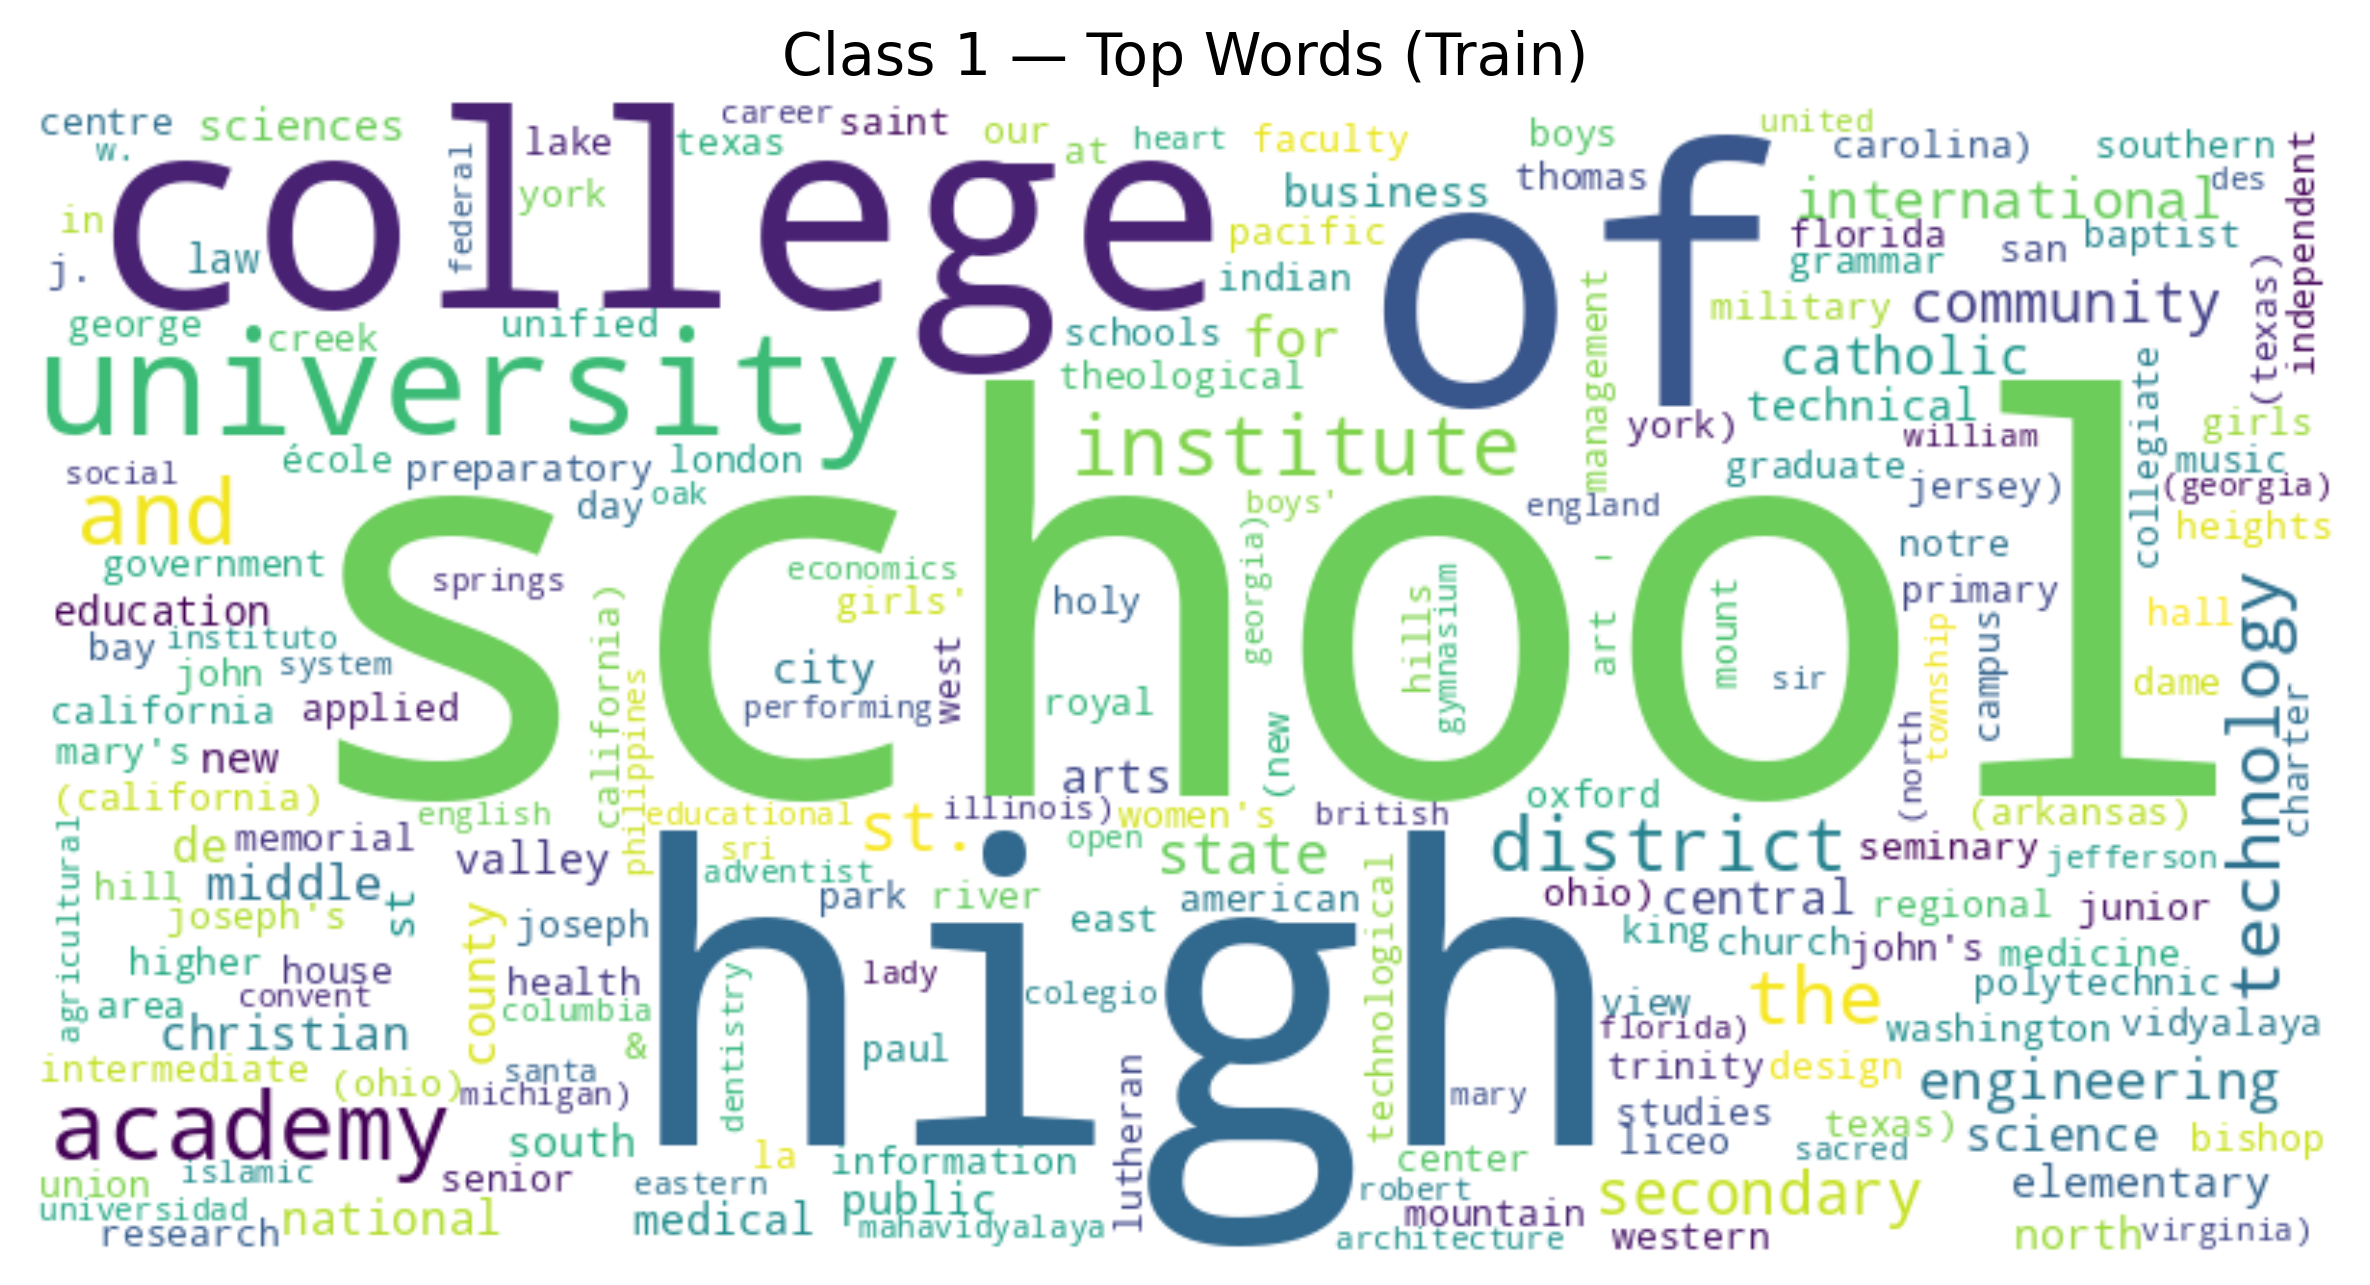 Class 1 — Top Words (Train)
centre sciences career saint our at heart faculty boys united
w. lake texas carolina) southern
college of
federal york thomas business international des independent
in pacific florida san baptist
j. law indian grammar
george creek unified schools for management military community (texas)
university theological catholic collegiate
institute york) technical william girls
social école preparatory london graduate music
and day oak boys' england jersey) (georgia)
school
heights
government springs economics georgia) hills gymnasium art – mount notre
education girls' holy primary hall
bay instituto california) city west township campus technology
john system sir dame
california applied philippines performing royal (north charter
mary's new arts (new
(california) english educational st. illinois) women's british oxford (arkansas)
agricultural de memorial valley sri open state district seminary jefferson
hill middle adventist technological
high
joseph's st county joseph park river east american ohio) central regional junior
higher house health lady king church john's medicine
area convent columbia dentistry colegio view the polytechnic
christian & paul florida) washington vidyalaya
intermediate (ohio) santa lutheran trinity design engineering
academy michigan) mary studies
south la liceo texas) science bishop
union islamic senior information center sacred
universidad eastern public robert secondary elementary
research national medical mahavidyalaya mountain
architecture western north virginia)